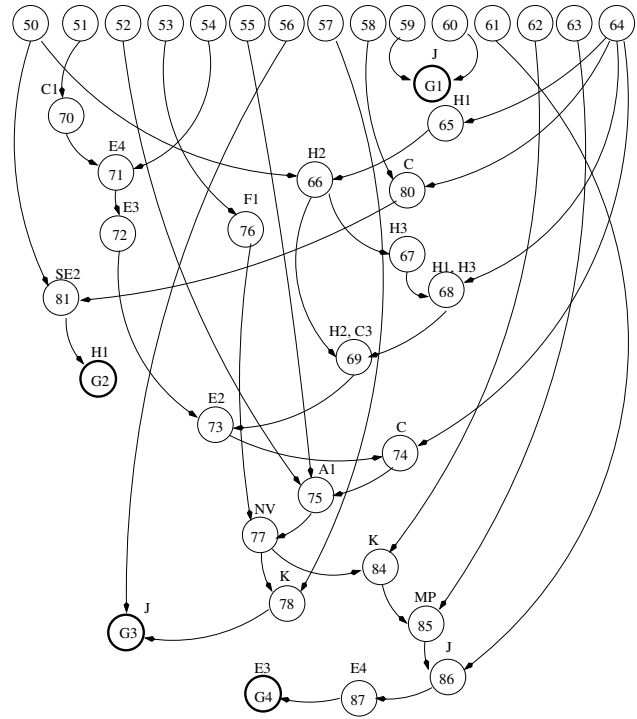 50 51 52 53 54 55 56 57 58 59 60 61 62 63 64
J
G1
C1
70
H1
65
E4
71
H2
66
C
80
E3
72
F1
76
H3
67
H1, H3
68
SE2
81
H2, C3
69
H1
G2
E2
73
C
74
A1
75
NV
77
K
84
K
78
MP
85
J
G3
J
86
E3
G4
E4
87